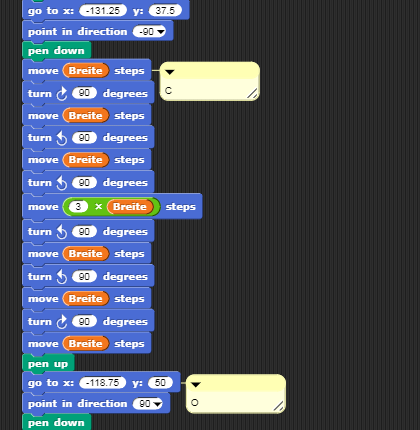 go to x: -131.25 y: 37.5
point in direction -90
pen down
move Breite steps
C
turn 90 degrees
move Breite steps
turn 90 degrees
move Breite steps
turn 90 degrees
move 3 × Breite steps
turn 90 degrees
move Breite steps
turn 90 degrees
move Breite steps
turn 90 degrees
move Breite steps
pen up
go to x: -118.75 y: 50
O
point in direction 90
pen down